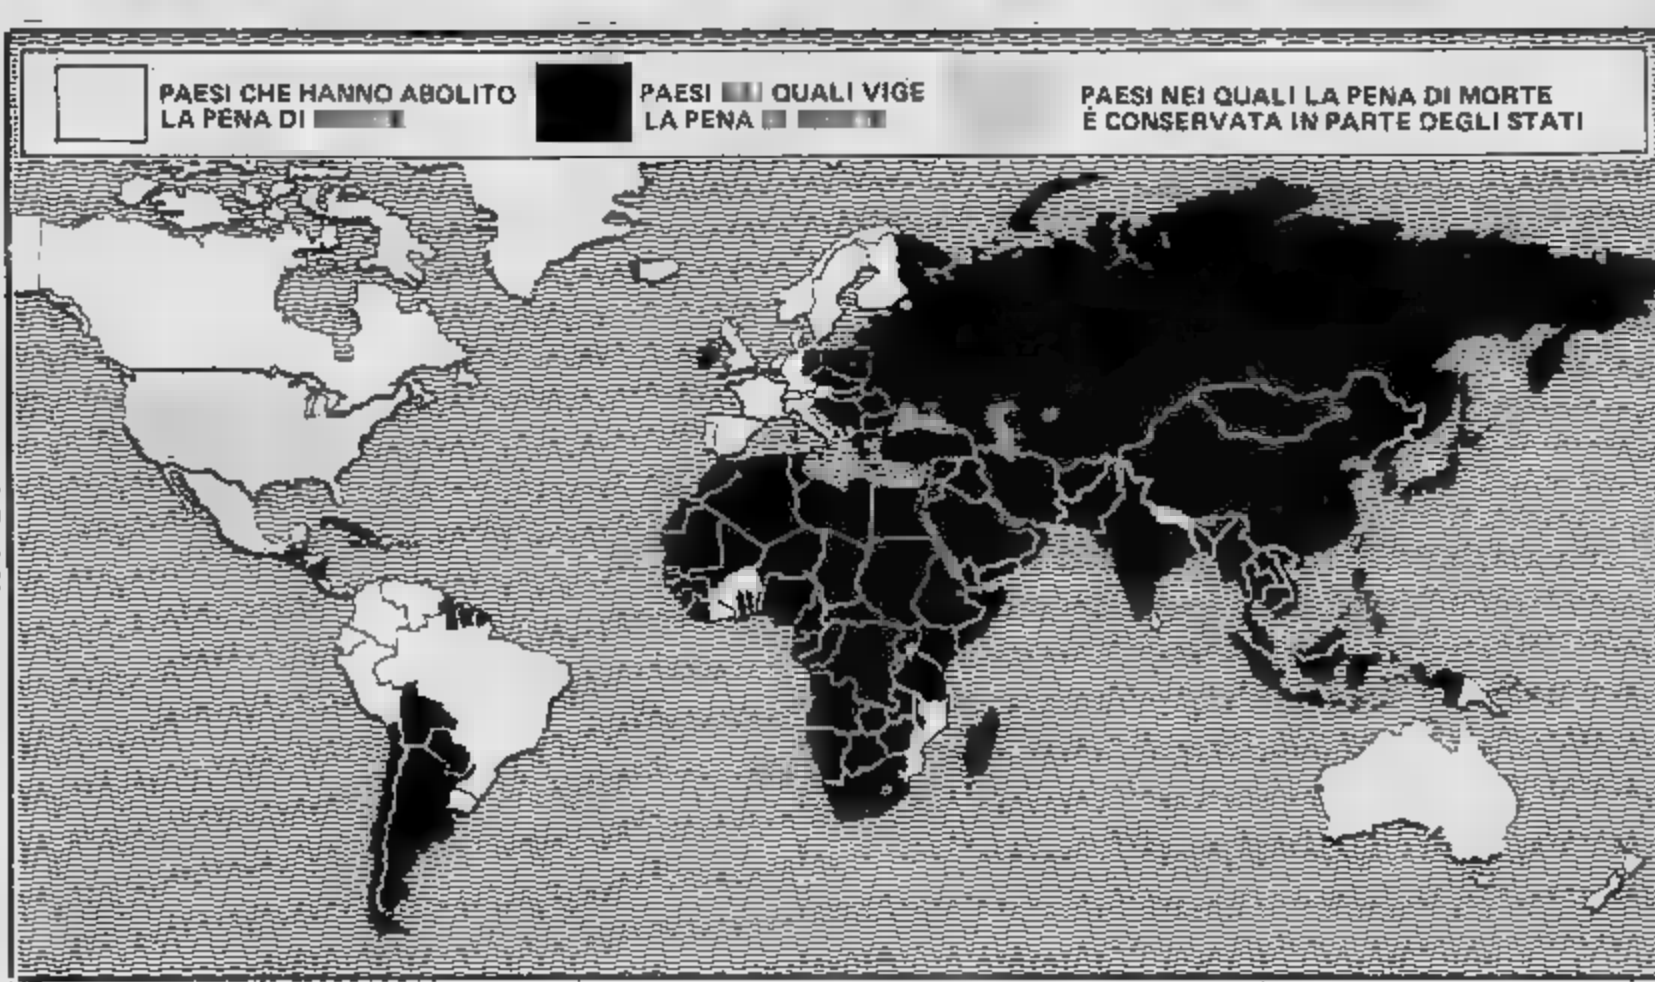 PAESI CHE HANNO ABOLITO
LA PENA DI
PAESI QUALI VIGE
LA PENA
PAESI NEI QUALI LA PENA DI MORTE
È CONSERVATA IN PARTE DEGLI STATI